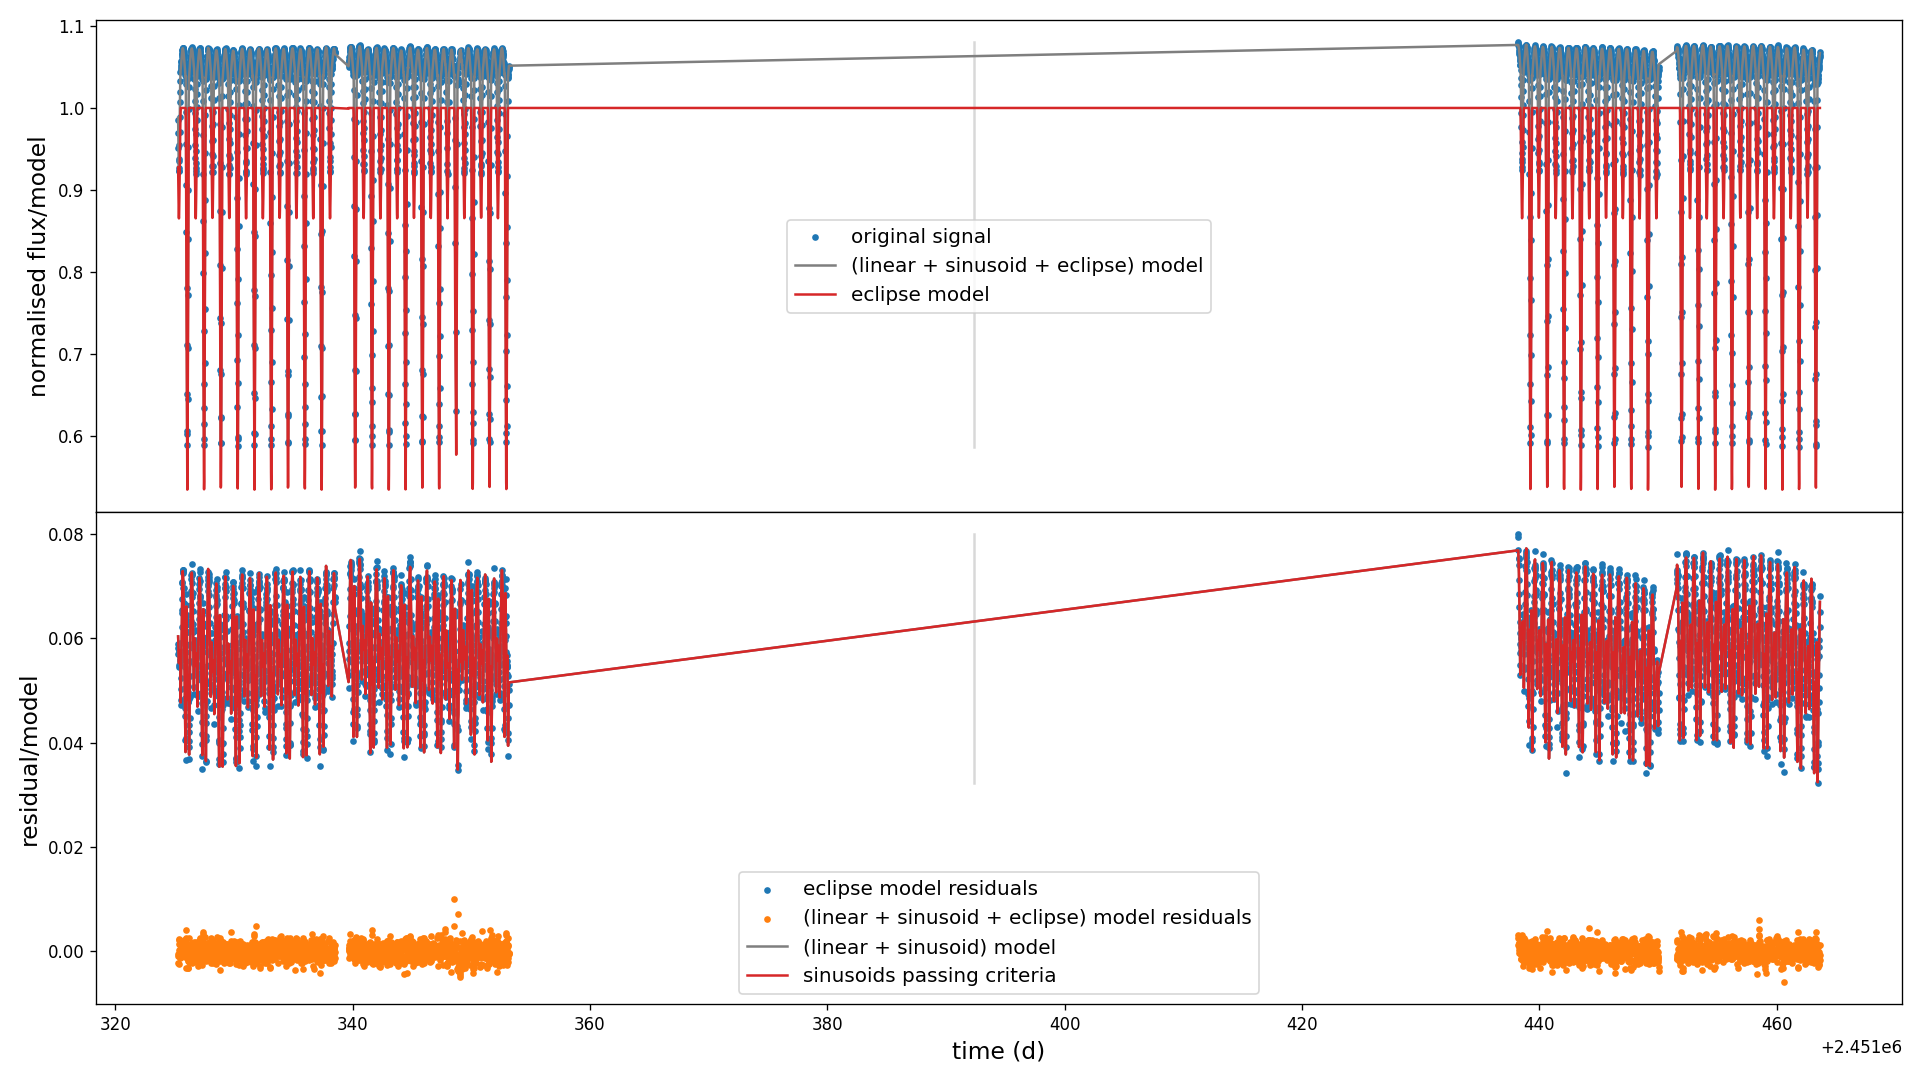 normalised flux/model
1.1
1.0
0.9
0.8
0.7
0.6
original signal
(linear + sinusoid + eclipse) model
eclipse model
residual/model
0.08
0.06
0.04
0.02
0.00
eclipse model residuals
(linear + sinusoid + eclipse) model residuals
(linear + sinusoid) model
sinusoids passing criteria
320 340 360 380 400 420 440 460
time (d)
+2.451e6